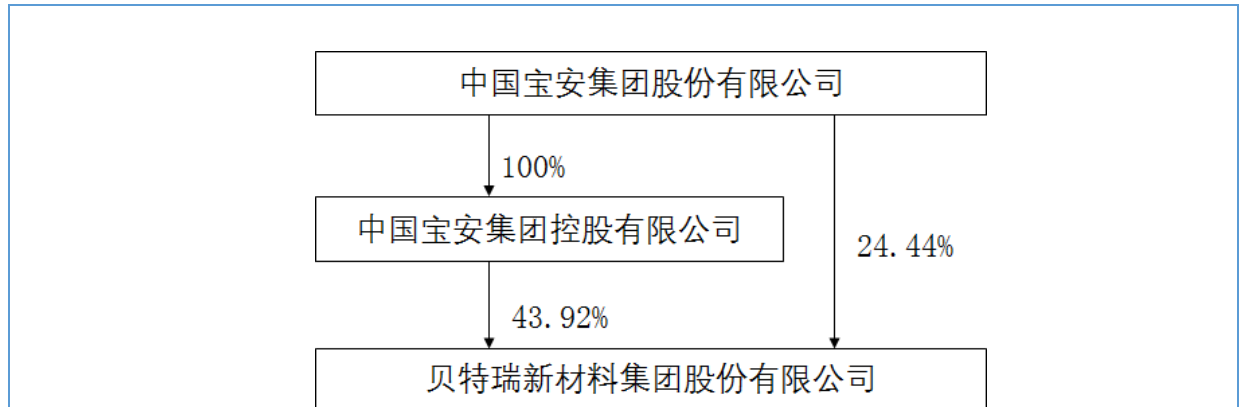 中国宝安集团股份有限公司
100%
中国宝安集团控股有限公司
24.44%
43.92%
贝特瑞新材料集团股份有限公司